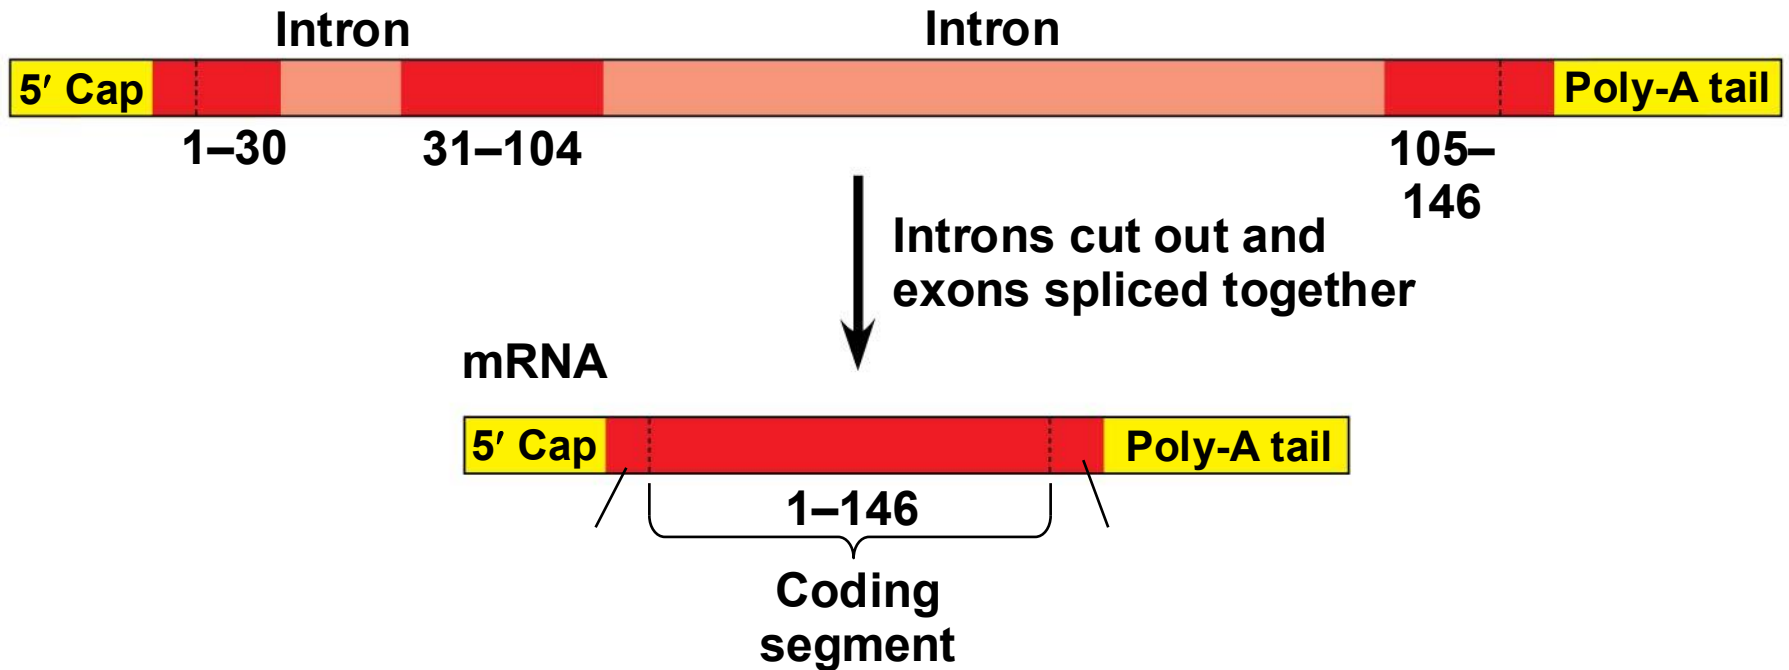 Intron Intron
5′ Cap Poly-A tail
1–30 31–104 105–
146
Introns cut out and
exons spliced together
mRNA
5′ Cap Poly-A tail
1–146
Coding
segment